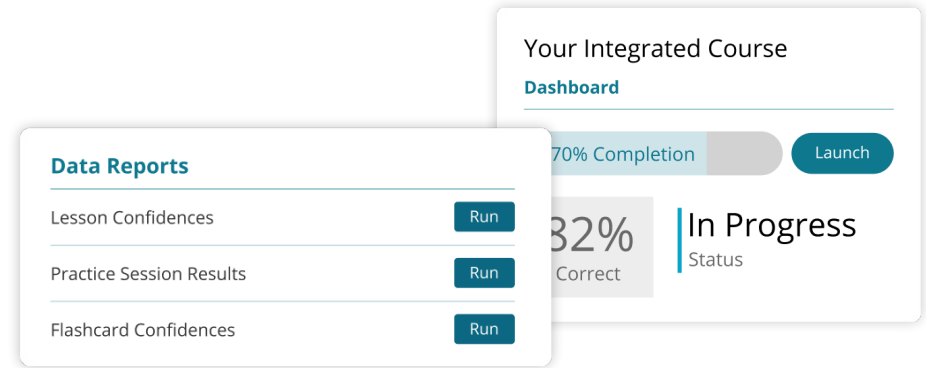 Your Integrated Course
Dashboard
70% Completion
Launch
82%
Correct
In Progress
Status
Data Reports
Lesson Confidences
Run
Practice Session Results
Run
Flashcard Confidences
Run